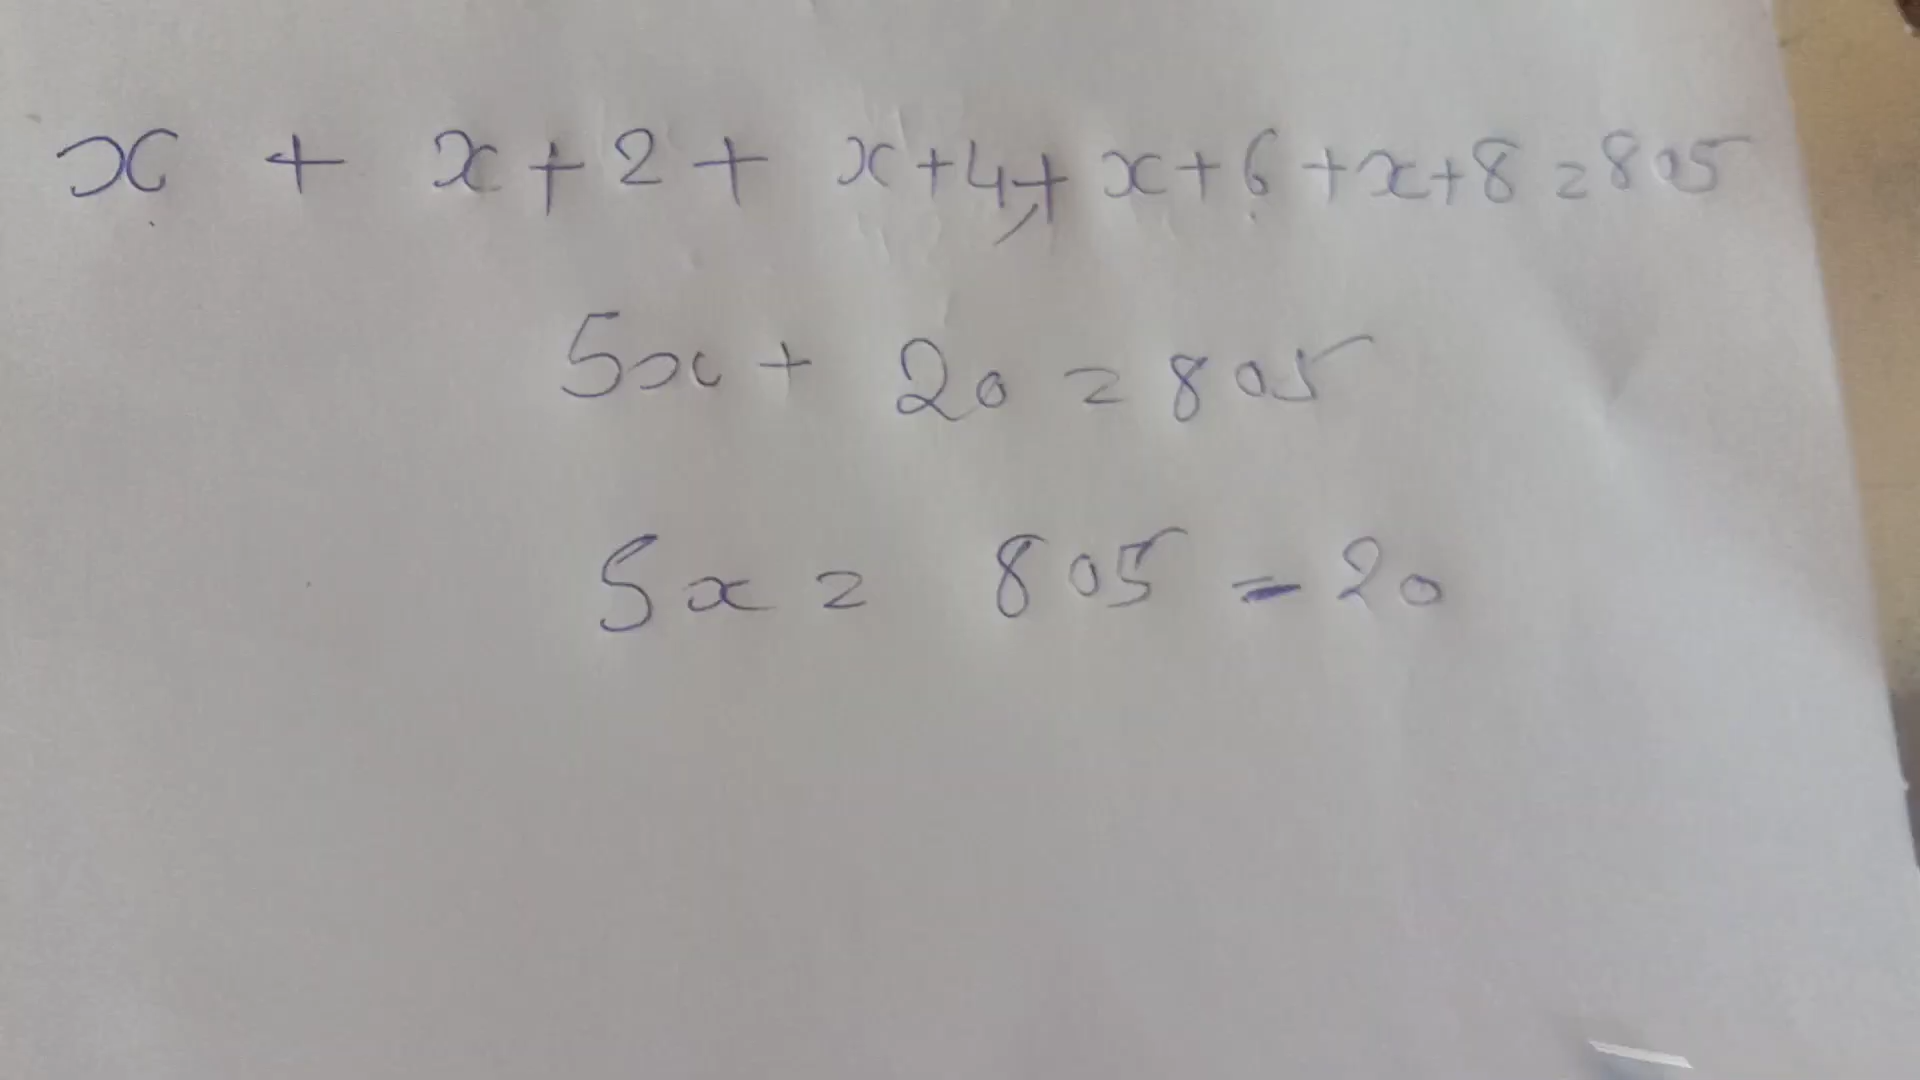 x + x+2 + x+4+ x+6 +x+8=805
5x + 20 = 805
5x = 805 - 20